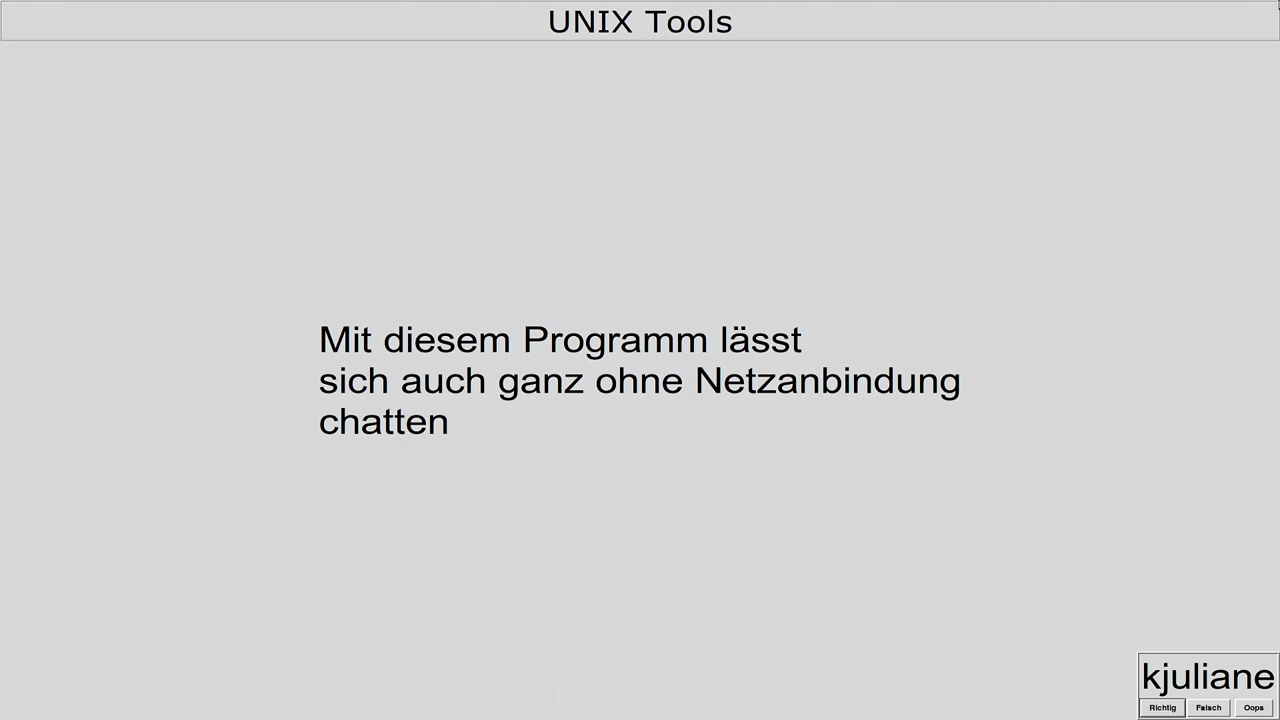 UNIX Tools
Mit diesem Programm lässt
sich auch ganz ohne Netzanbindung
chatten
kjuliane
Richtig Falsch Oops